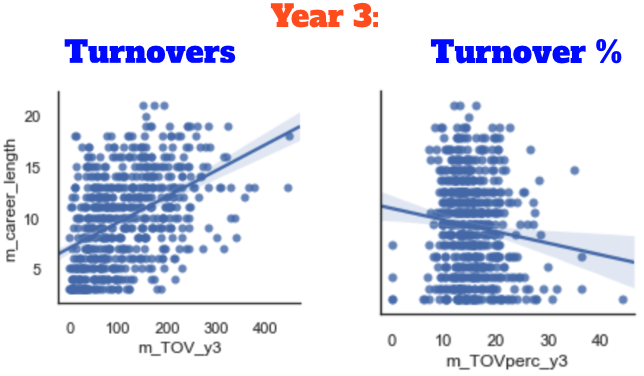 Year 3:
Turnovers
Turnover %
m_career_length
20
15
10
5
0 100 200 300 400
m_TOV_y3
0 10 20 30 40
m_TOVperc_y3